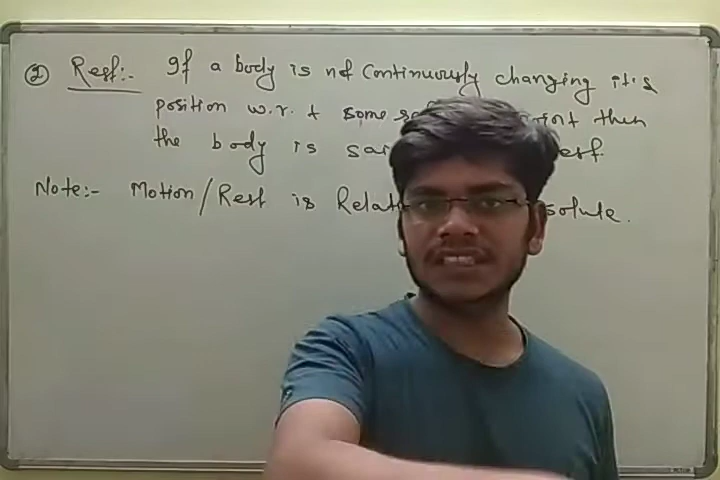 ② Rest:- If a body is not continuously changing it's
position w.r.t some
the body is
Note:- Motion/Rest is